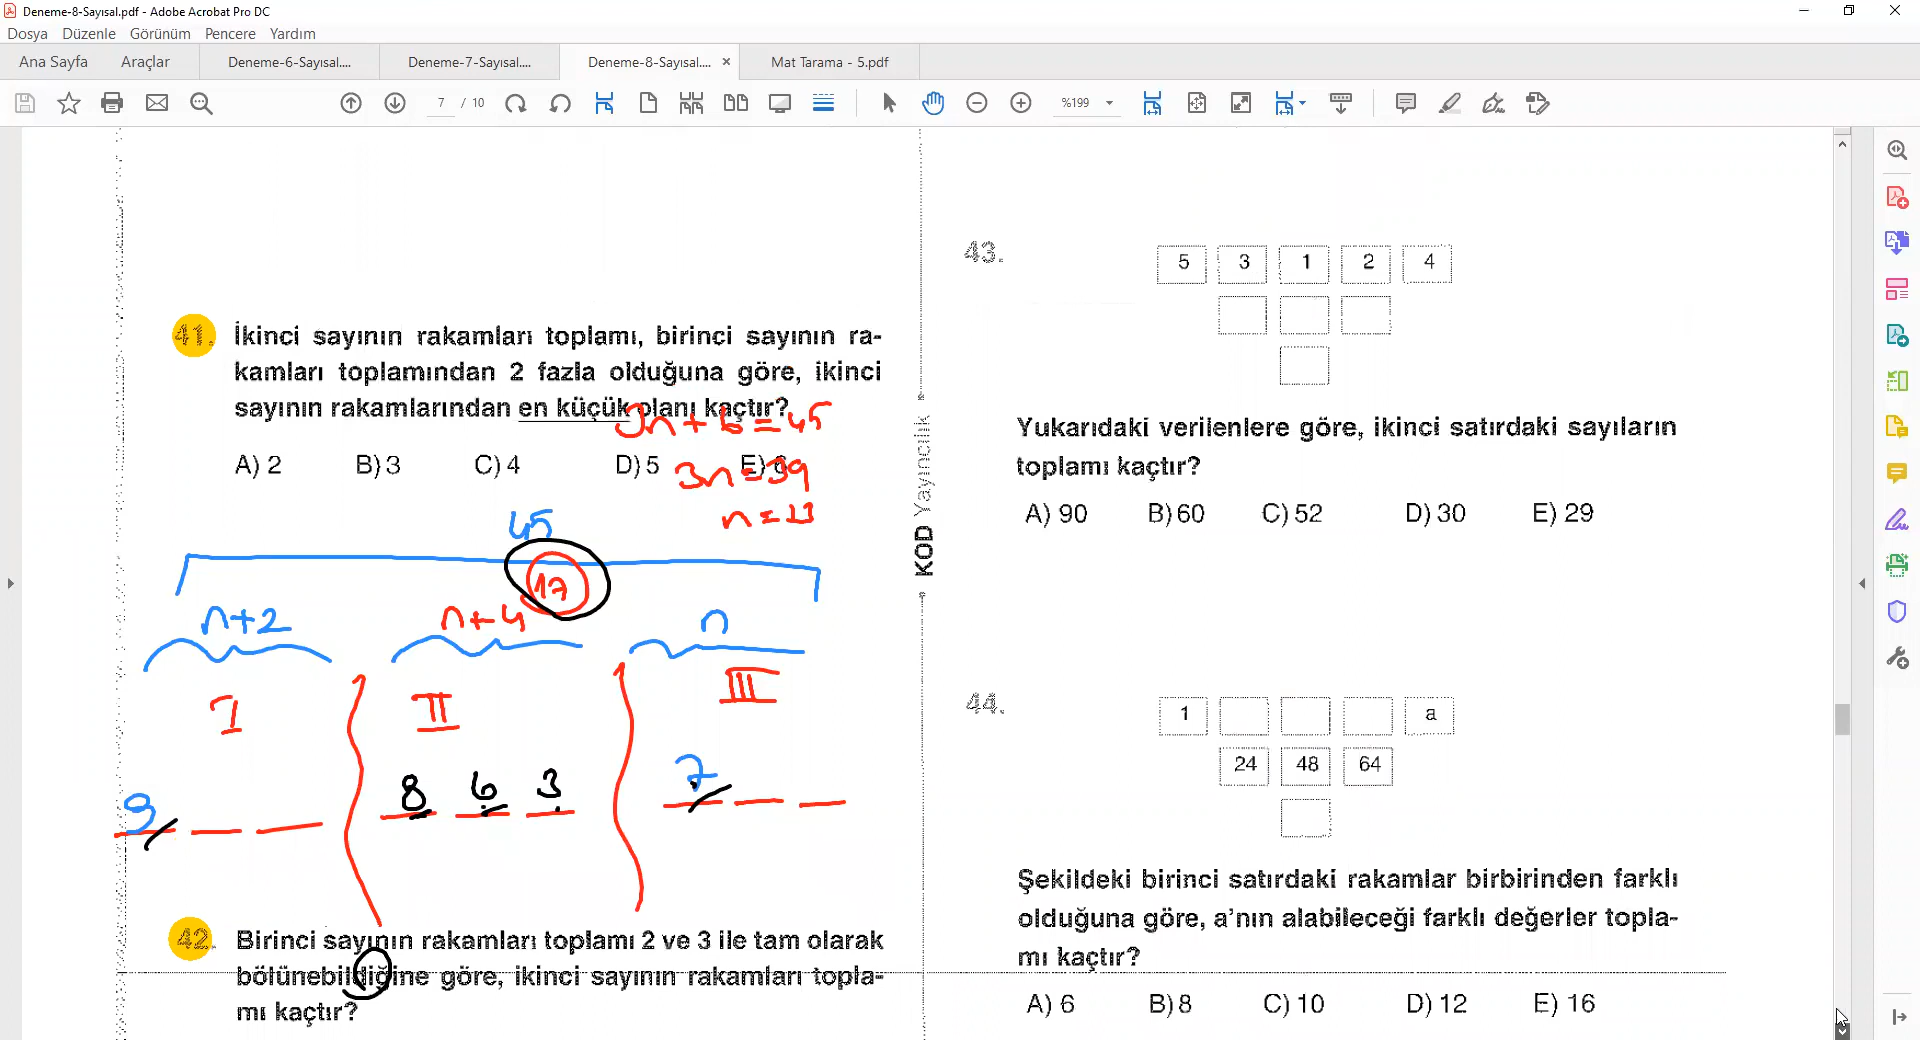 Deneme-8-Sayısal.pdf - Adobe Acrobat Pro DC
Dosya Düzenle Görünüm Pencere Yardım
Ana Sayfa Araçlar Deneme-6-Sayısal.... Deneme-7-Sayısal.... Deneme-8-Sayısal.... × Mat Tarama - 5.pdf
7 / 10 %199
41. İkinci sayının rakamları toplamı, birinci sayının ra-
kamları toplamından 2 fazla olduğuna göre, ikinci
sayının rakamlarından en küçük olanı kaçtır?
3n+6=45
A) 2 B) 3 C) 4 D) 5 E) 6
3n=39
n=13
45
17
n+2 n+4 n
I II III
9 8 6 3 7
42. Birinci sayının rakamları toplamı 2 ve 3 ile tam olarak
bölünebildiğine göre, ikinci sayının rakamları topla-
mı kaçtır?
KOD Yayıncılık
43.
5 3 1 2 4
Yukarıdaki verilenlere göre, ikinci satırdaki sayıların
toplamı kaçtır?
A) 90 B) 60 C) 52 D) 30 E) 29
44.
1 a
24 48 64
Şekildeki birinci satırdaki rakamlar birbirinden farklı
olduğuna göre, a'nın alabileceği farklı değerler topla-
mı kaçtır?
A) 6 B) 8 C) 10 D) 12 E) 16